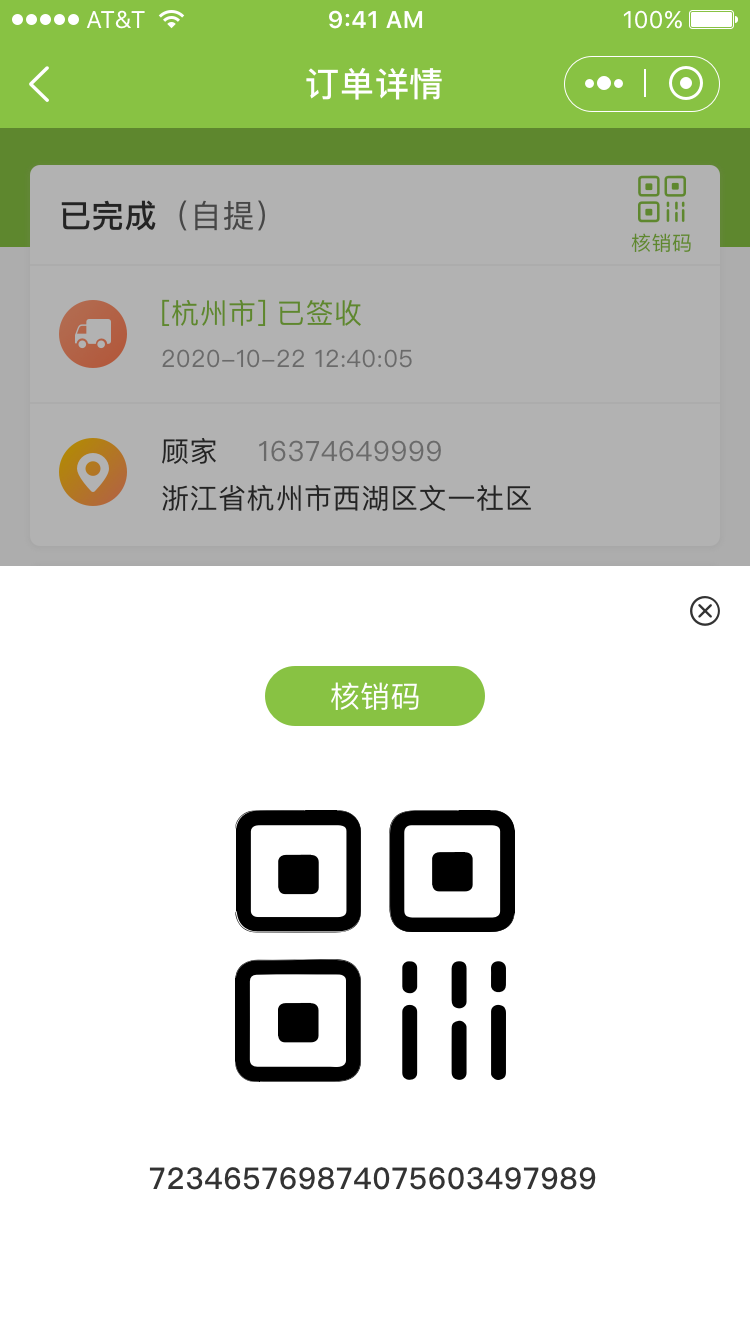 AT&T 9:41 AM 100%
订单详情
已完成（自提）
核销码
[杭州市] 已签收
2020-10-22 12:40:05
顾家 16374649999
浙江省杭州市西湖区文一社区
核销码
723465769874075603497989